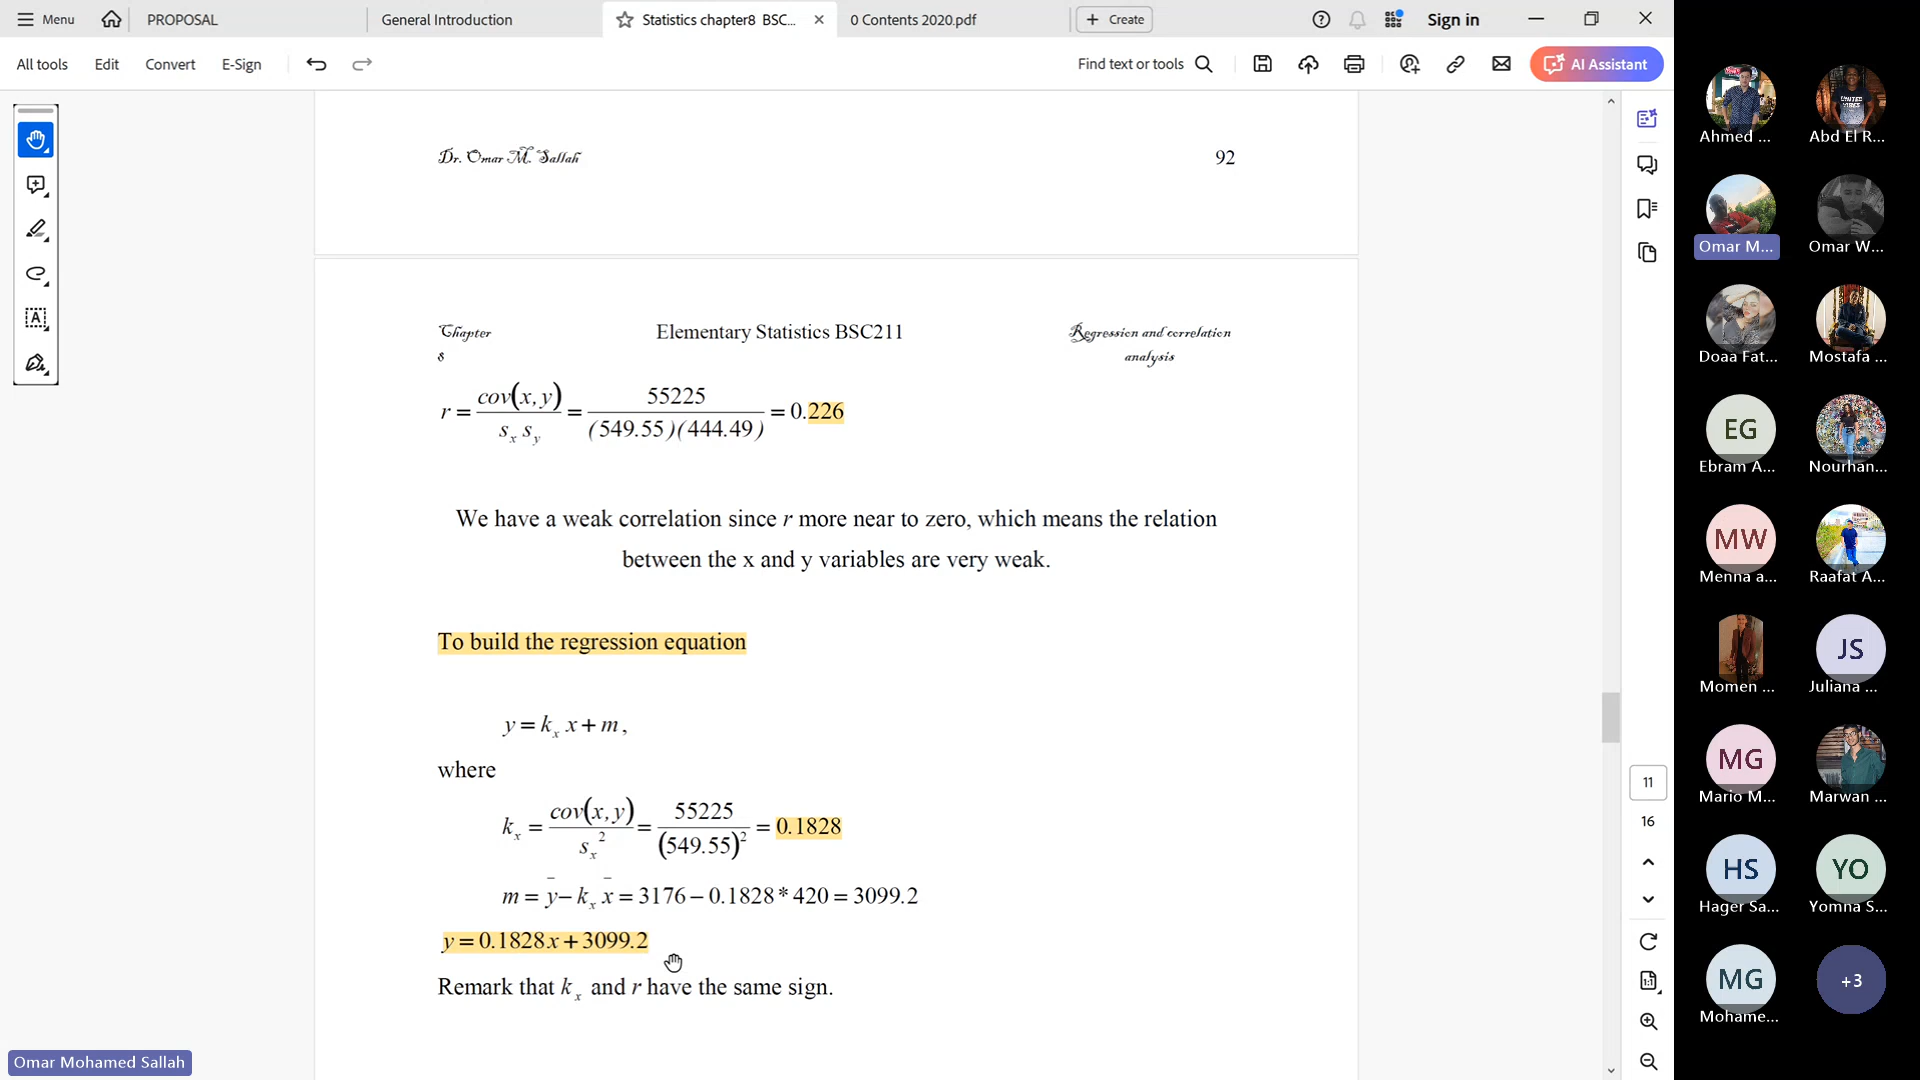 Menu
PROPOSAL
General Introduction
Statistics chapter8 BSC...
0 Contents 2020.pdf
Create
Sign in
All tools
Edit
Convert
E-Sign
Find text or tools
AI Assistant
Dr. Omar M. Sallah
92
Chapter 8
Elementary Statistics BSC211
Regression and correlation analysis
r = cov(x, y) / s_x s_y = 55225 / (549.55)(444.49) = 0.226
We have a weak correlation since r more near to zero, which means the relation
between the x and y variables are very weak.
To build the regression equation
y = k_x x + m,
where
k_x = cov(x, y) / s_x^2 = 55225 / (549.55)^2 = 0.1828
m = y̅ − k_x x̅ = 3176 − 0.1828 * 420 = 3099.2
y = 0.1828x + 3099.2
Remark that k_x and r have the same sign.
11
16
Omar Mohamed Sallah
Ahmed ...
Abd El R...
UNITED
VIBES
Omar M...
Omar W...
Doaa Fat...
Mostafa ...
EG
Ebram A...
Nourhan...
MW
Menna a...
Raafat A...
Momen ...
JS
Juliana ...
MG
Mario M...
Marwan ...
HS
Hager Sa...
YO
Yomna S...
MG
Mohame...
+3